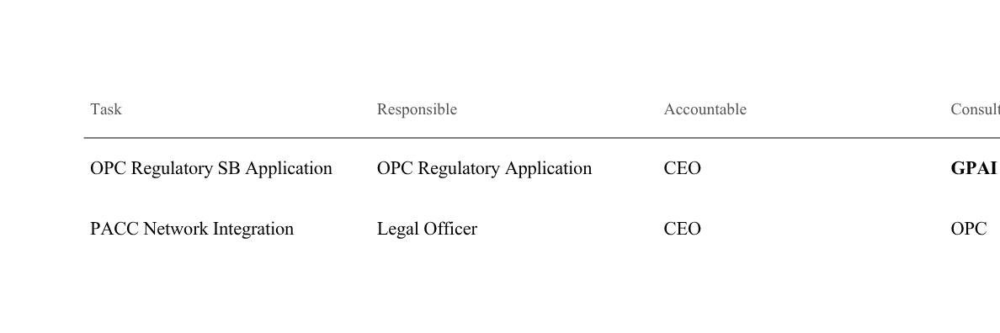 Task Responsible Accountable Consult
OPC Regulatory SB Application OPC Regulatory Application CEO GPAI
PACC Network Integration Legal Officer CEO OPC